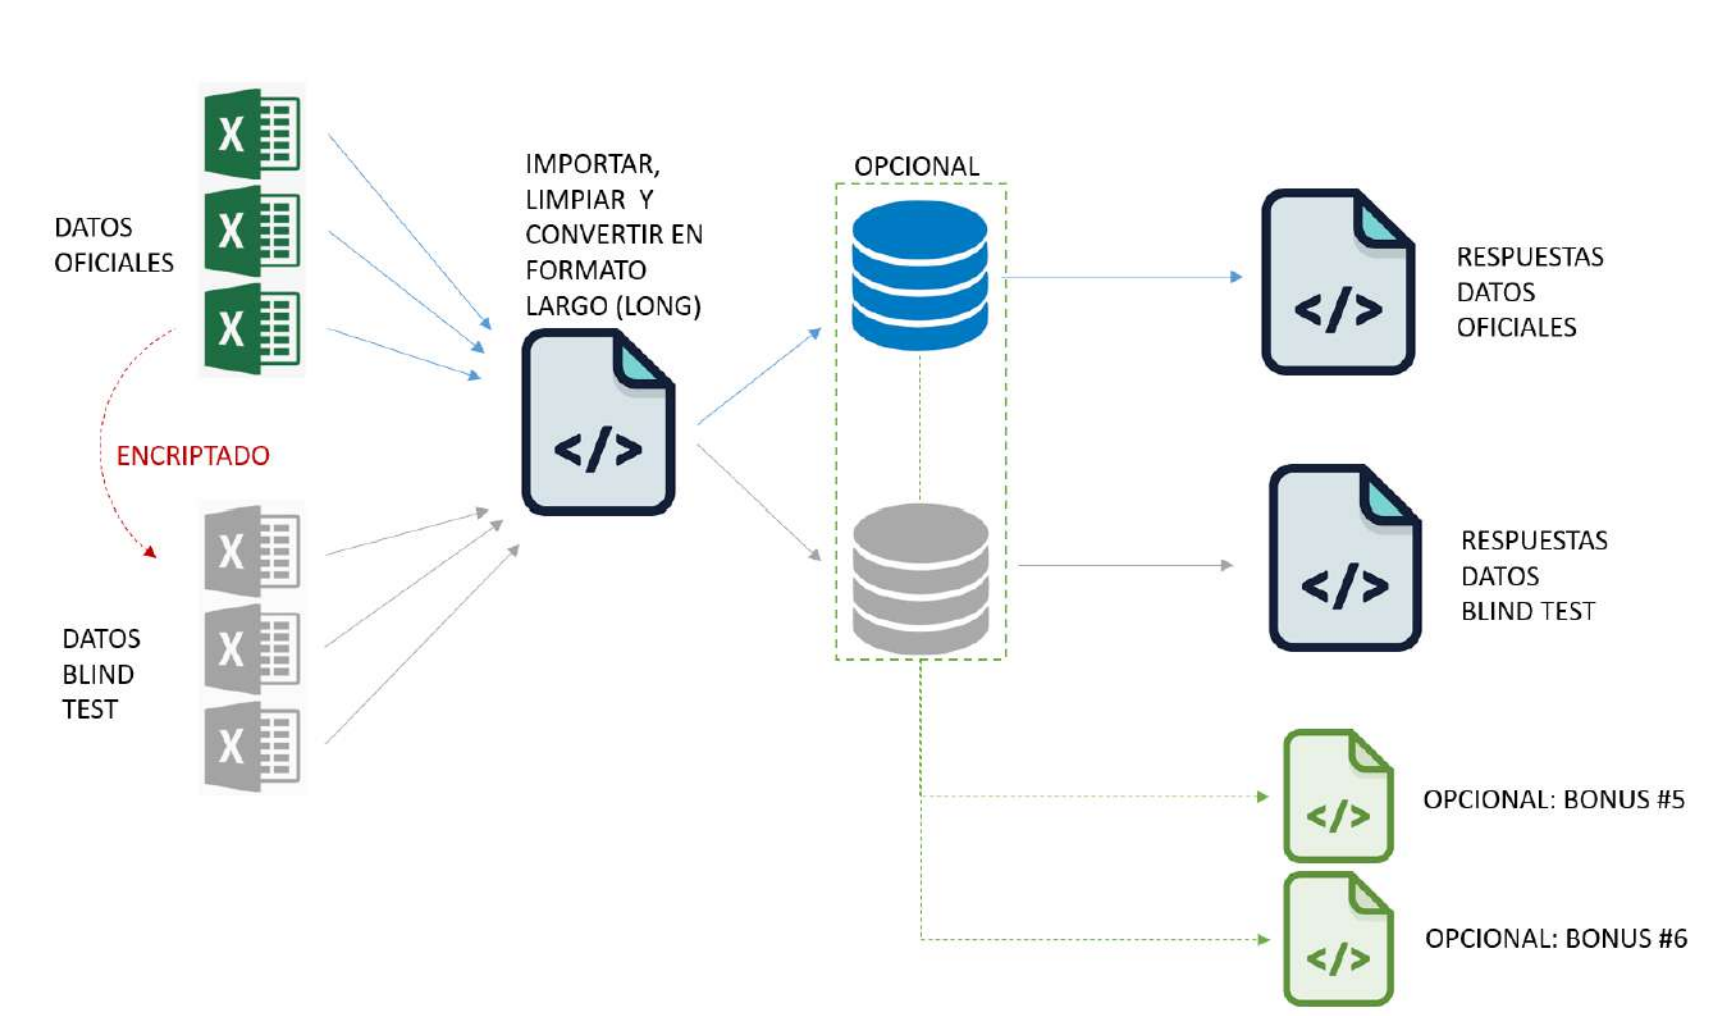 DATOS
OFICIALES
X
X
X
ENCRIPTADO
DATOS
BLIND
TEST
X
X
X
IMPORTAR,
LIMPIAR Y
CONVERTIR EN
FORMATO
LARGO (LONG)
</>
OPCIONAL
</>
RESPUESTAS
DATOS
OFICIALES
</>
RESPUESTAS
DATOS
BLIND TEST
</>
OPCIONAL: BONUS #5
</>
OPCIONAL: BONUS #6